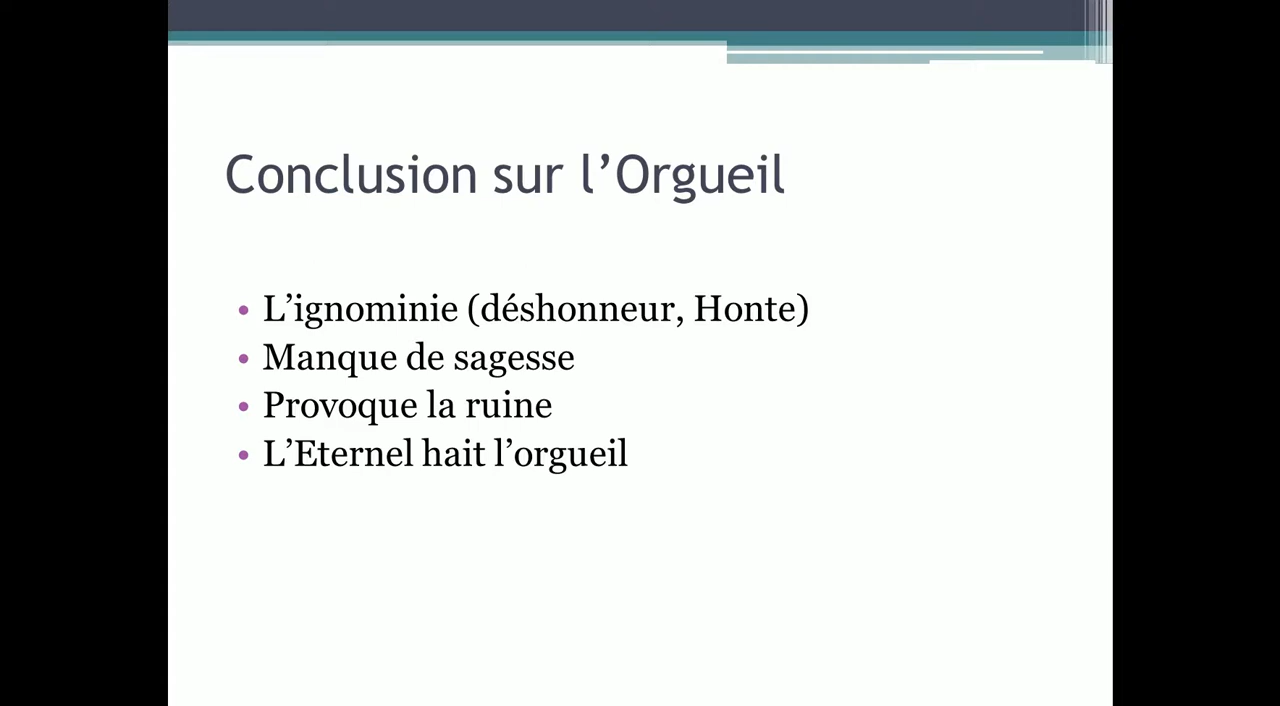 Conclusion sur l’Orgueil
• L’ignominie (déshonneur, Honte)
• Manque de sagesse
• Provoque la ruine
• L’Eternel hait l’orgueil